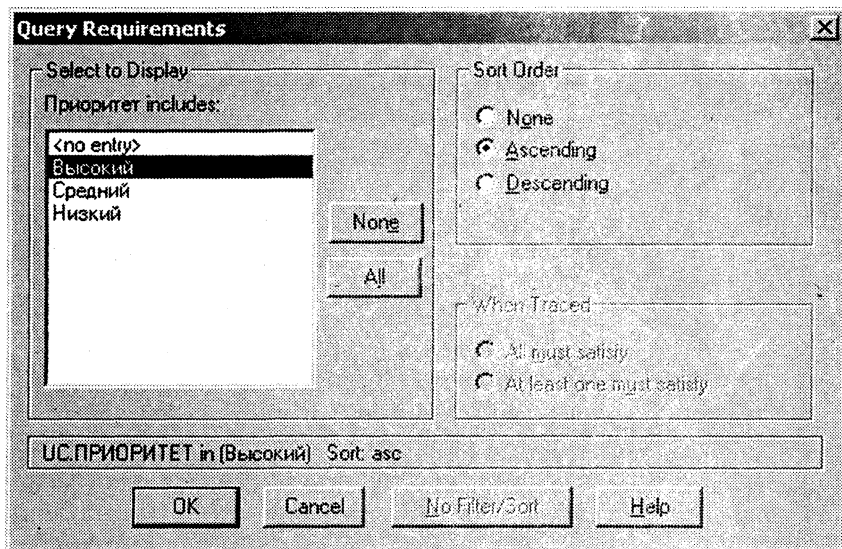 Query Requirements
Select to Display
Приоритет includes:
<no entry>
Высокий
Средний
Низкий
None
All
Sort Order
None
Ascending
Descending
When Traced
All must satisfy
At least one must satisfy
UC.ПРИОРИТЕТ in (Высокий) Sort: asc
OK
Cancel
No Filter/Sort
Help